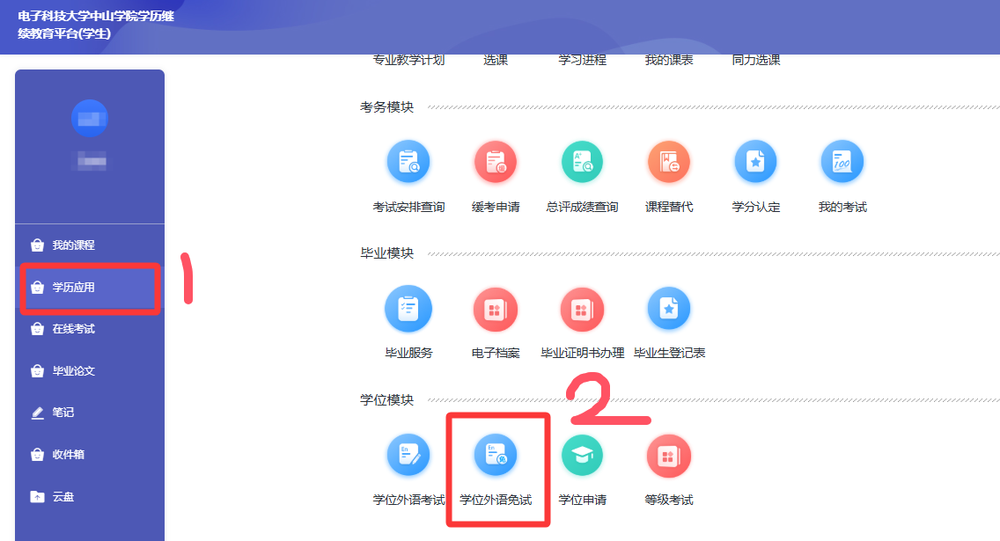 电子科技大学中山学院学历继
续教育平台(学生)
我的课程
学历应用
在线考试
毕业论文
笔记
收件箱
云盘
1
专业教学计划 选课 学习进程 我的课表 同力选课
考务模块
考试安排查询 缓考申请 总评成绩查询 课程替代 学分认定 我的考试
毕业模块
毕业服务 电子档案 毕业证明书办理 毕业生登记表
学位模块
2
学位外语考试 学位外语免试 学位申请 等级考试